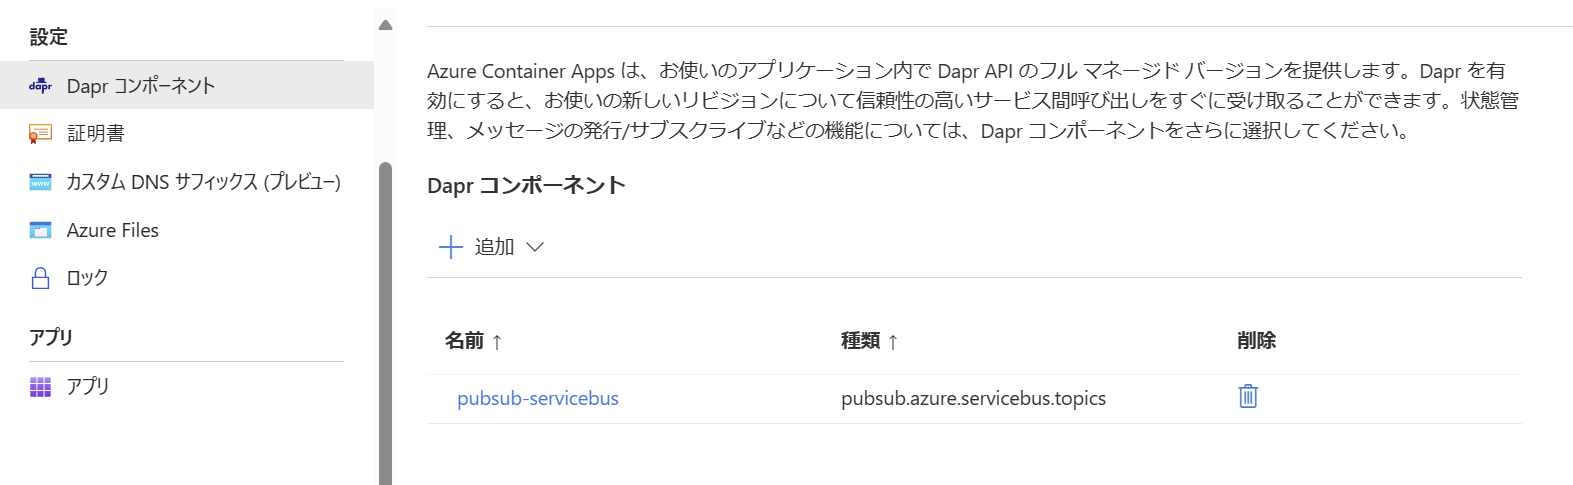 設定
dapr Dapr コンポーネント
証明書
www カスタム DNS サフィックス (プレビュー)
Azure Files
ロック
アプリ
アプリ
Azure Container Apps は、お使いのアプリケーション内で Dapr API のフル マネージド バージョンを提供します。Dapr を有
効にすると、お使いの新しいリビジョンについて信頼性の高いサービス間呼び出しをすぐに受け取ることができます。状態管
理、メッセージの発行/サブスクライブなどの機能については、Dapr コンポーネントをさらに選択してください。
Dapr コンポーネント
追加
名前 ↑ 種類 ↑ 削除
pubsub-servicebus pubsub.azure.servicebus.topics